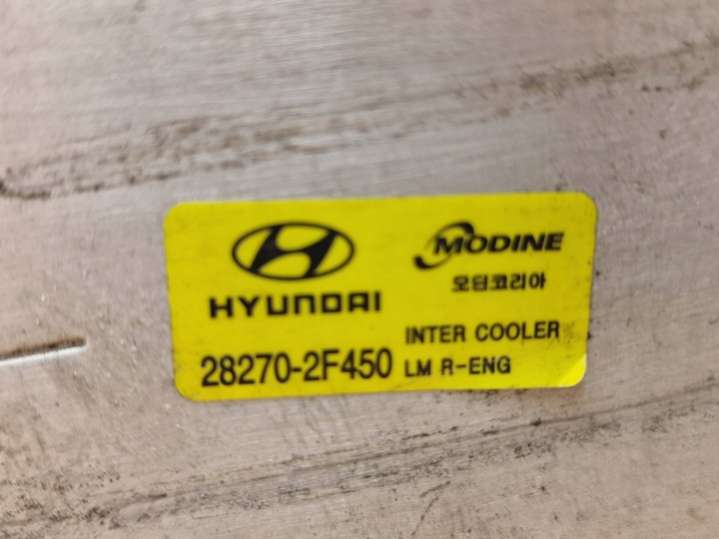 HYUNDAI
28270-2F450
MODINE
모딘코리아
INTER COOLER
LM R-ENG